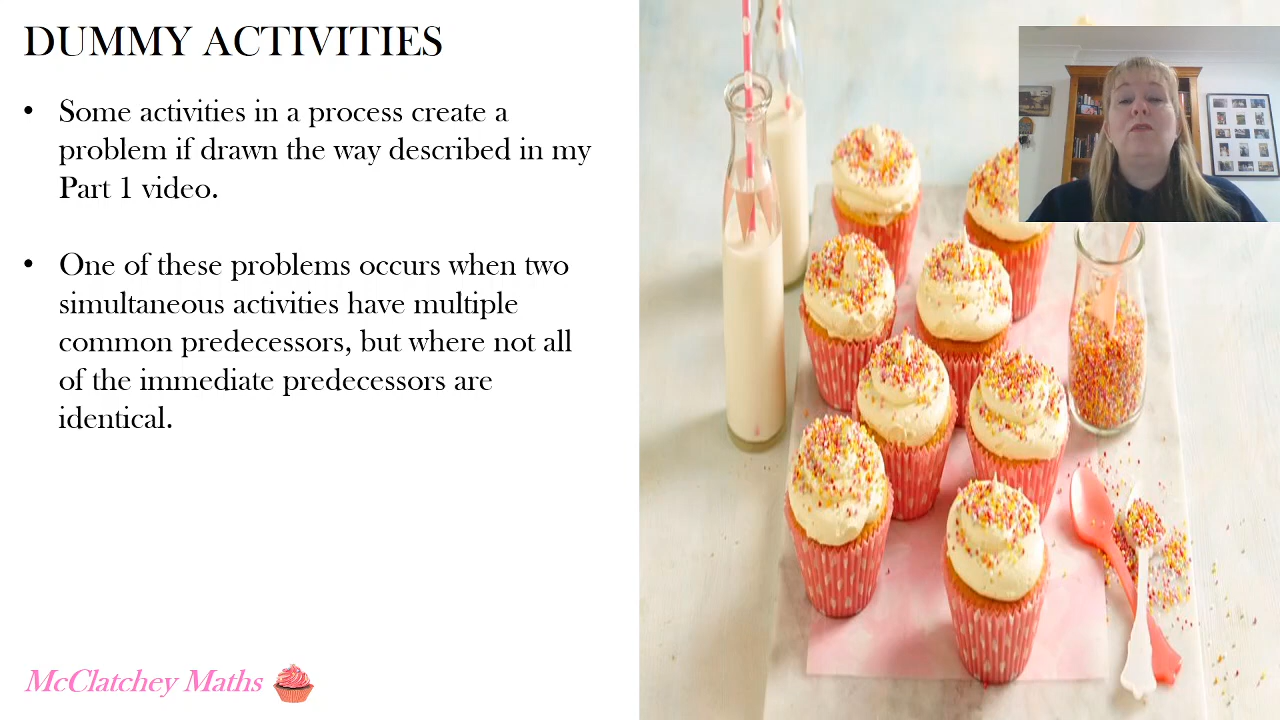 DUMMY ACTIVITIES
• Some activities in a process create a
problem if drawn the way described in my
Part 1 video.
• One of these problems occurs when two
simultaneous activities have multiple
common predecessors, but where not all
of the immediate predecessors are
identical.
McClatchey Maths